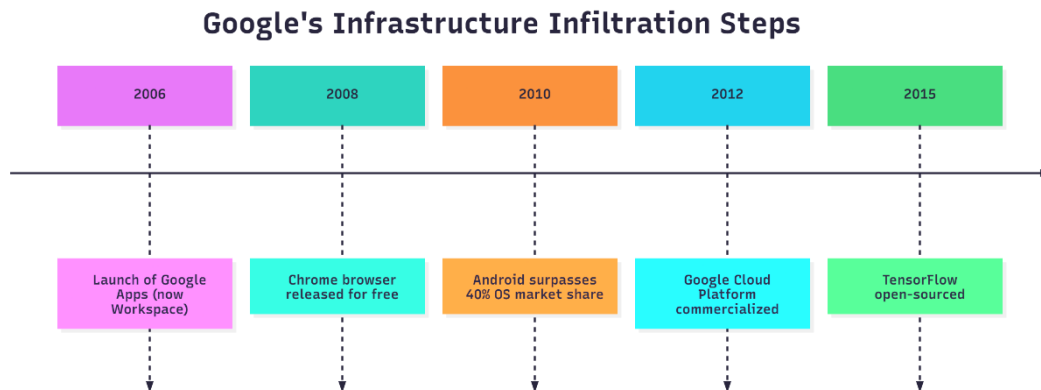 Google's Infrastructure Infiltration Steps
2006
2008
2010
2012
2015
Launch of Google
Apps (now
Workspace)
Chrome browser
released for free
Android surpasses
40% OS market share
Google Cloud
Platform
commercialized
TensorFlow
open-sourced